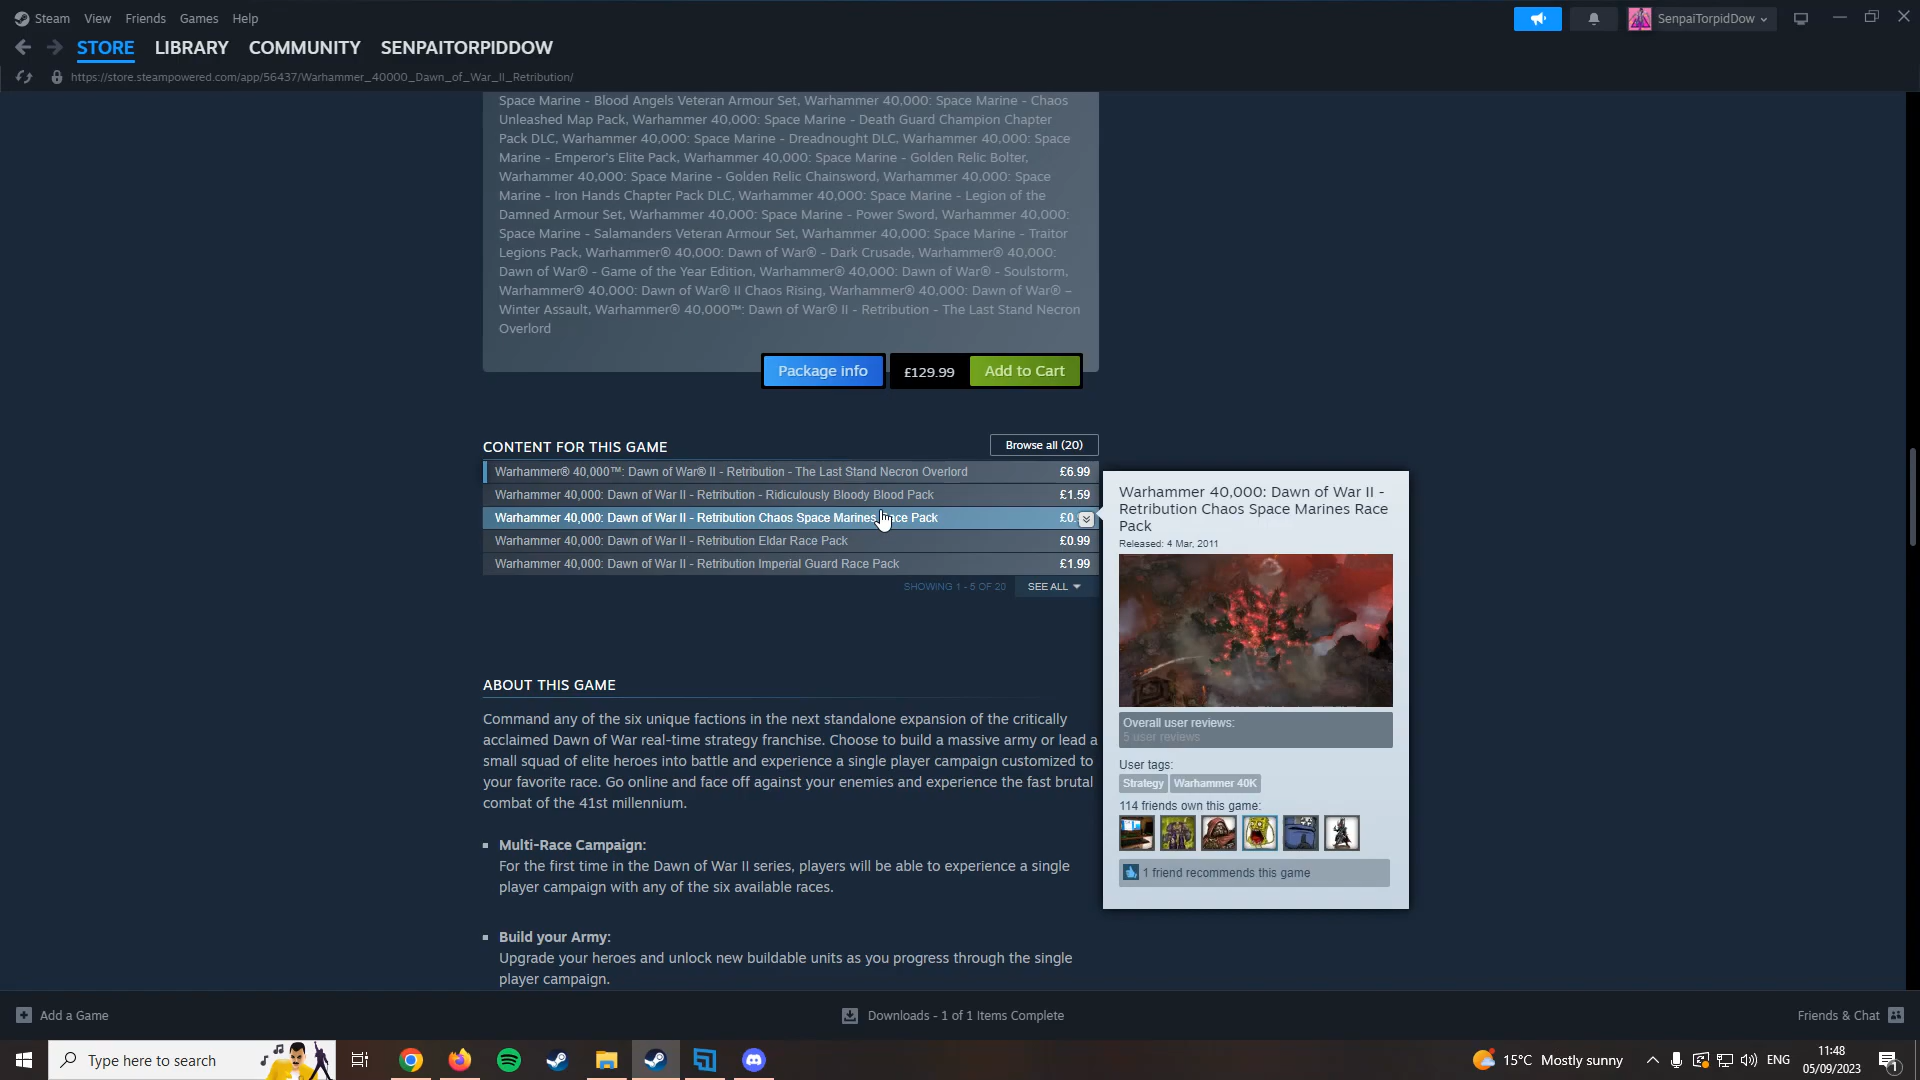 Steam View Friends Games Help
SenpaiTorpidDow
STORE LIBRARY COMMUNITY SENPAITORPIDDOW
https://store.steampowered.com/app/56437/Warhammer_40000_Dawn_of_War_II_Retribution/
Space Marine - Blood Angels Veteran Armour Set, Warhammer 40,000: Space Marine - Chaos
Unleashed Map Pack, Warhammer 40,000: Space Marine - Death Guard Champion Chapter
Pack DLC, Warhammer 40,000: Space Marine - Dreadnought DLC, Warhammer 40,000: Space
Marine - Emperor's Elite Pack, Warhammer 40,000: Space Marine - Golden Relic Bolter,
Warhammer 40,000: Space Marine - Golden Relic Chainsword, Warhammer 40,000: Space
Marine - Iron Hands Chapter Pack DLC, Warhammer 40,000: Space Marine - Legion of the
Damned Armour Set, Warhammer 40,000: Space Marine - Power Sword, Warhammer 40,000:
Space Marine - Salamanders Veteran Armour Set, Warhammer 40,000: Space Marine - Traitor
Legions Pack, Warhammer® 40,000: Dawn of War® - Dark Crusade, Warhammer® 40,000:
Dawn of War® - Game of the Year Edition, Warhammer® 40,000: Dawn of War® - Soulstorm,
Warhammer® 40,000: Dawn of War® II Chaos Rising, Warhammer® 40,000: Dawn of War® –
Winter Assault, Warhammer® 40,000™: Dawn of War® II - Retribution - The Last Stand Necron
Overlord
Package info £129.99 Add to Cart
CONTENT FOR THIS GAME Browse all (20)
Warhammer® 40,000™: Dawn of War® II - Retribution - The Last Stand Necron Overlord £6.99
Warhammer 40,000: Dawn of War II - Retribution - Ridiculously Bloody Blood Pack £1.59
Warhammer 40,000: Dawn of War II - Retribution Chaos Space Marines Pack
Warhammer 40,000: Dawn of War II - Retribution Eldar Race Pack £0.99
Warhammer 40,000: Dawn of War II - Retribution Imperial Guard Race Pack £1.99
SHOWING 1 - 5 OF 20 SEE ALL
Warhammer 40,000: Dawn of War II -
Retribution Chaos Space Marines Race
Pack
Released: 4 Mar, 2011
Overall user reviews:
5 user reviews
User tags:
Strategy Warhammer 40K
114 friends own this game:
1 friend recommends this game
ABOUT THIS GAME
Command any of the six unique factions in the next standalone expansion of the critically
acclaimed Dawn of War real-time strategy franchise. Choose to build a massive army or lead a
small squad of elite heroes into battle and experience a single player campaign customized to
your favorite race. Go online and face off against your enemies and experience the fast brutal
combat of the 41st millennium.
Multi-Race Campaign:
For the first time in the Dawn of War II series, players will be able to experience a single
player campaign with any of the six available races.
Build your Army:
Upgrade your heroes and unlock new buildable units as you progress through the single
player campaign.
Add a Game Downloads - 1 of 1 Items Complete Friends & Chat
Type here to search
15°C Mostly sunny ENG 11:48
05/09/2023 1